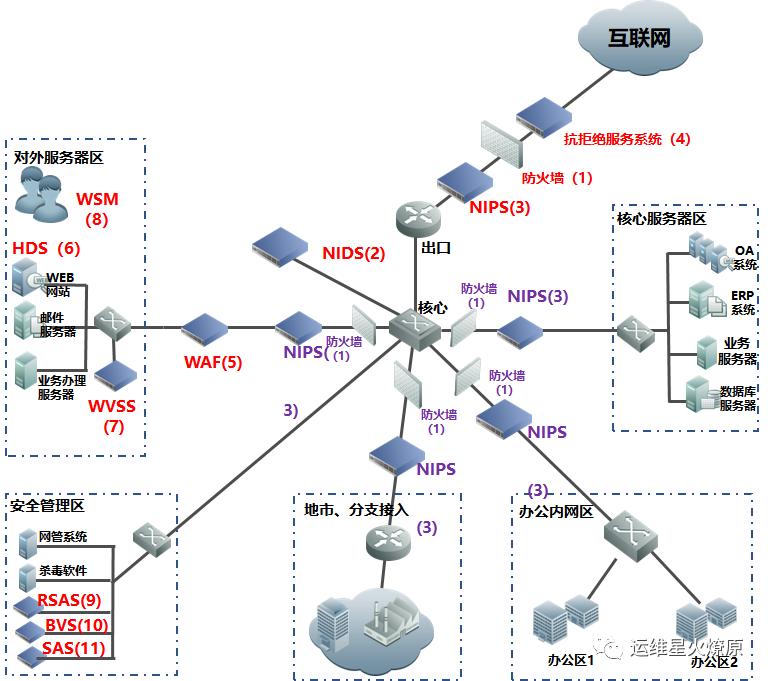 互联网
抗拒绝服务系统（4）
防火墙（1）
NIPS(3)
出口
对外服务器区
WSM
（8）
HDS（6）
WEB
网站
邮件
服务器
业务办理
服务器
WVSS
(7)
WAF(5)
NIDS(2)
NIPS(
3)
防火墙
（1）
核心
防火墙
（1）
NIPS(3)
核心服务器区
OA
系统
ERP
系统
业务
服务器
数据库
服务器
防火墙
（1）
NIPS
(3)
防火墙
（1）
NIPS
(3)
安全管理区
网管系统
杀毒软件
RSAS(9)
BVS(10)
SAS(11)
地市、分支接入
办公内网区
办公区1
办公区2
运维星火燎原